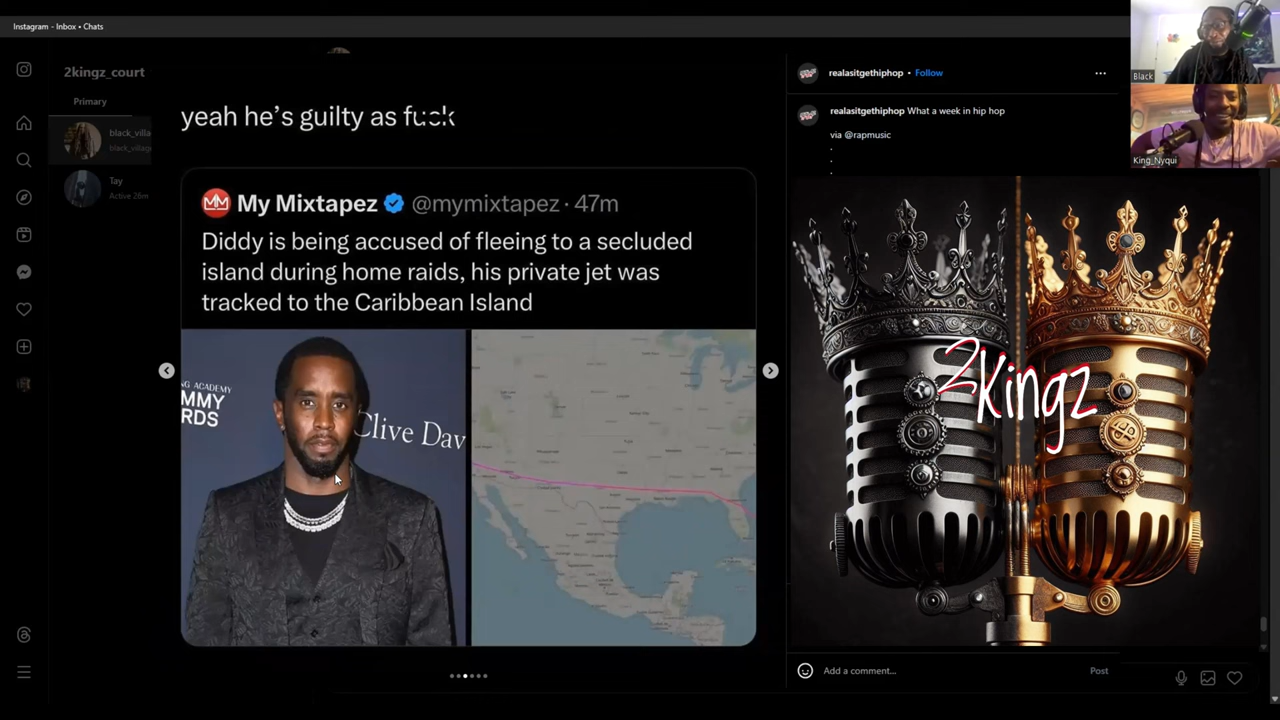 Instagram - Inbox • Chats
Black
King_Nyqui
2kingz_court
Primary
black_villa
black_village
Tay
Active 26m
yeah he's guilty as fuck
My Mixtapez @mymixtapez · 47m
Diddy is being accused of fleeing to a secluded
island during home raids, his private jet was
tracked to the Caribbean Island
NG ACADEMY
MMY
RDS
Clive Dav
realasitgethiphop • Follow
realasitgethiphop What a week in hip hop
via @rapmusic
.
.
.
2Kingz
Add a comment...
Post